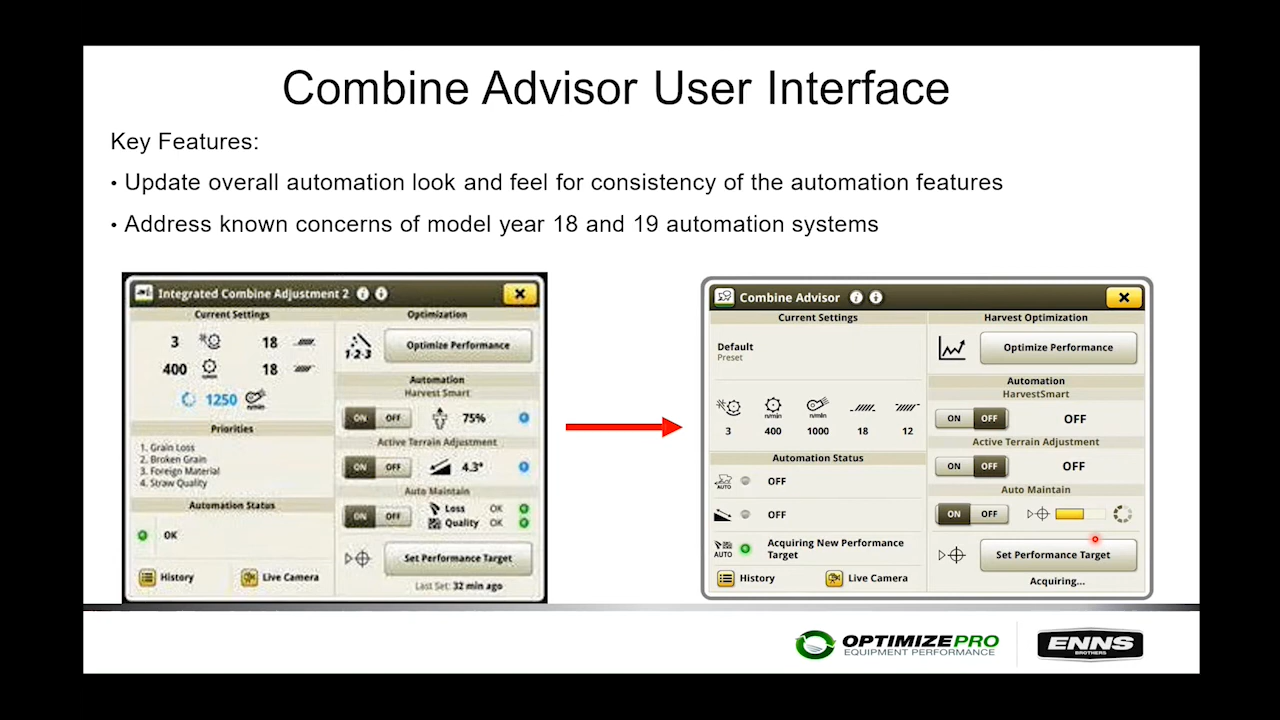 Combine Advisor User Interface
Key Features:
• Update overall automation look and feel for consistency of the automation features
• Address known concerns of model year 18 and 19 automation systems
Integrated Combine Adjustment 2
Current Settings
3 18
400 18
n/min
1250 n/min
Priorities
1. Grain Loss
2. Broken Grain
3. Foreign Material
4. Straw Quality
Automation Status
OK
History Live Camera
Optimization
1·2·3 Optimize Performance
Automation
Harvest Smart
ON OFF 75%
Active Terrain Adjustment
ON OFF 4.3°
Auto Maintain
ON OFF Loss OK
Quality OK
Set Performance Target
Last Set: 32 min ago
Combine Advisor
Current Settings
Default
Preset
n/min n/min
3 400 1000 18 12
Automation Status
AUTO OFF
OFF
AUTO Acquiring New Performance
Target
History Live Camera
Harvest Optimization
Optimize Performance
Automation
HarvestSmart
ON OFF OFF
Active Terrain Adjustment
ON OFF OFF
Auto Maintain
ON OFF
Set Performance Target
Acquiring...
OPTIMIZEPRO
EQUIPMENT PERFORMANCE
ENNS
BROTHERS